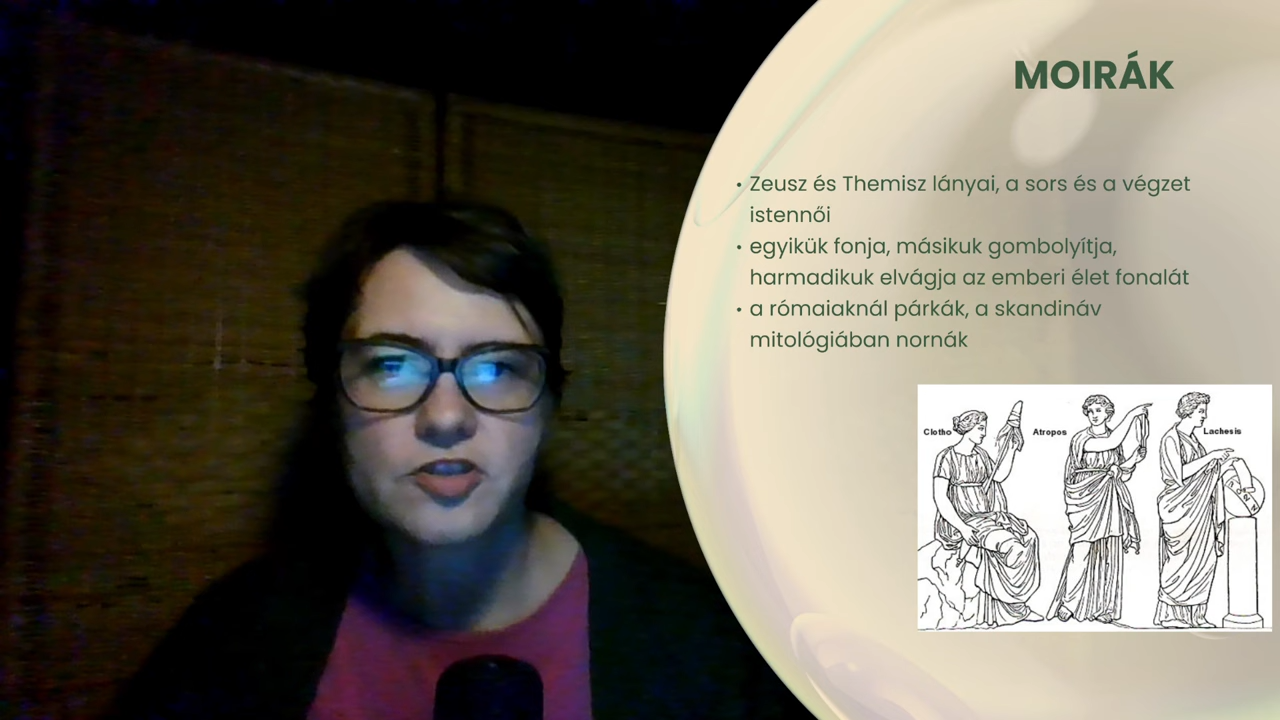 MOIRÁK
• Zeusz és Themisz lányai, a sors és a végzet
istennői
• egyikük fonja, másikuk gombolyítja,
harmadikuk elvágja az emberi élet fonalát
• a rómaiaknál párkák, a skandináv
mitológiában nornák
Clotho
Atropos
Lachesis